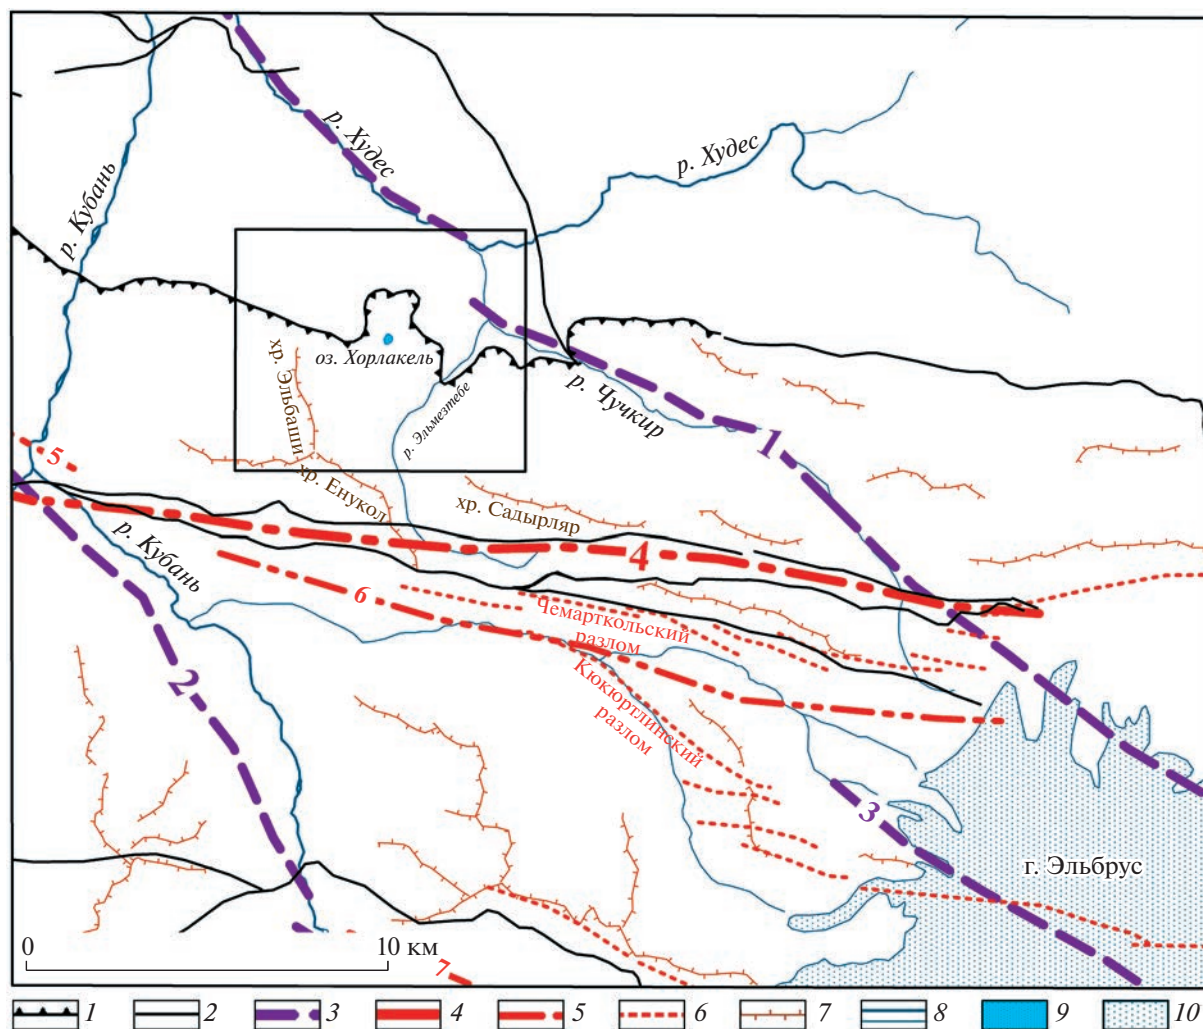 р. Худес
р. Худес
р. Кубань
оз. Хорлакель
хр. Эльбаши
р. Эльмезтебе
р. Чучкир
1
5
хр. Енукол
хр. Садырляр
4
р. Кубань
6
Чемарткольский
разлом
2
Кюкюртлинский
разлом
3
г. Эльбрус
0 10 км
7
1 2 3 4 5 6 7 8 9 10